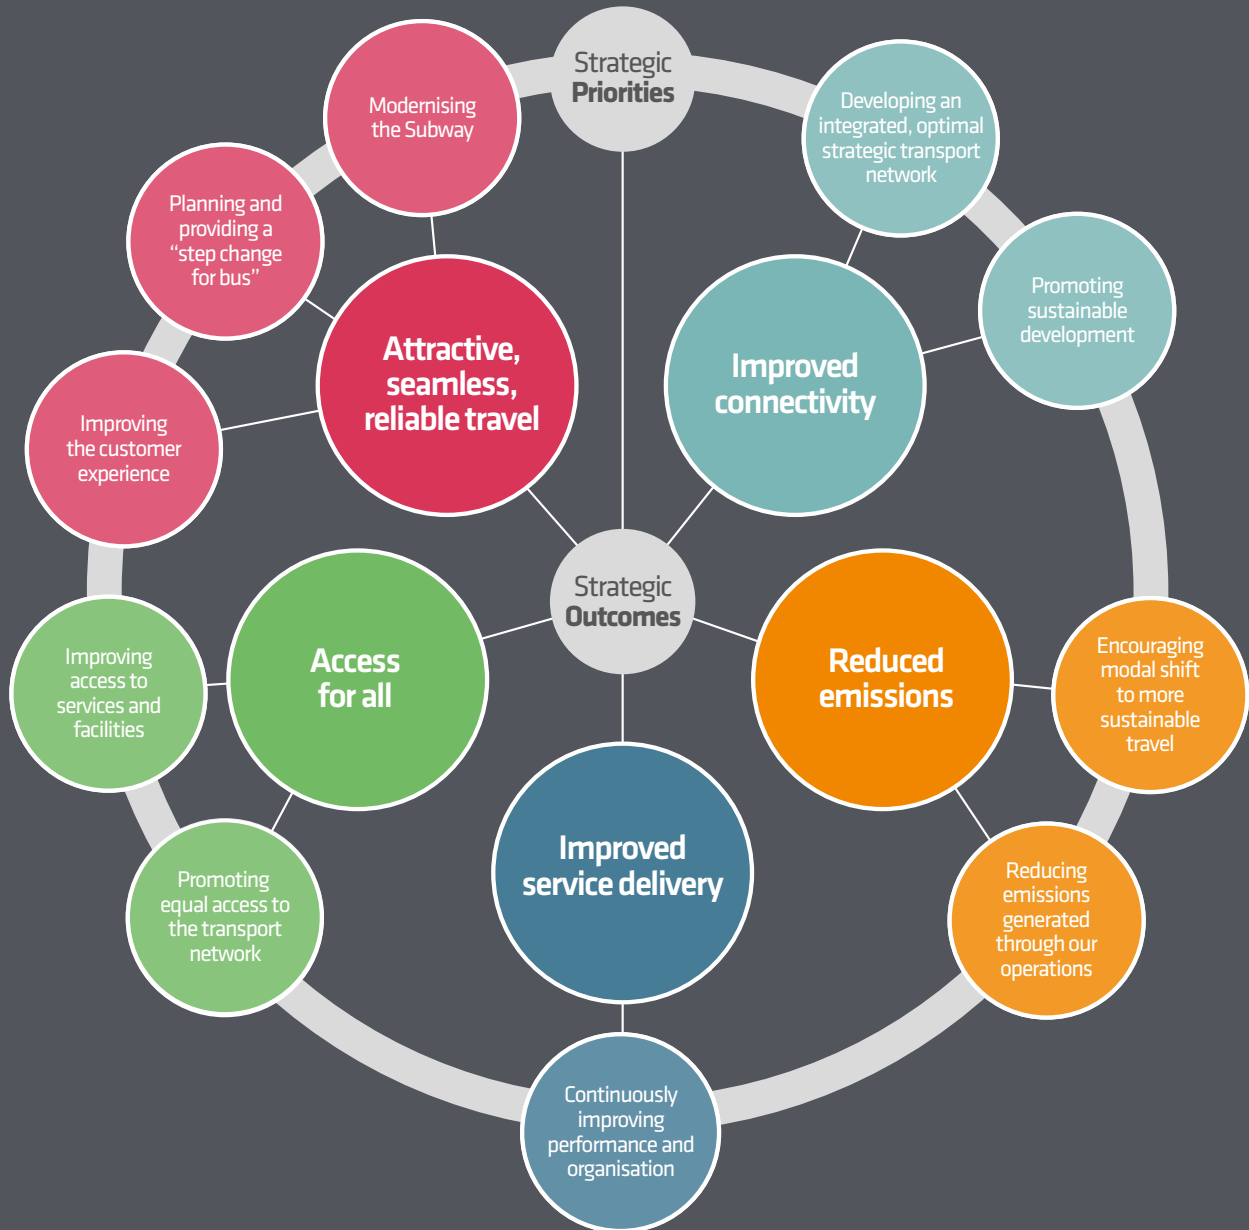 Strategic
Priorities
Modernising
the Subway
Developing an
integrated, optimal
strategic transport
network
Planning and
providing a
“step change
for bus”
Promoting
sustainable
development
Attractive,
seamless,
reliable travel
Improved
connectivity
Improving
the customer
experience
Strategic
Outcomes
Improving
access to
services and
facilities
Access
for all
Reduced
emissions
Encouraging
modal shift
to more
sustainable
travel
Improved
service delivery
Promoting
equal access to
the transport
network
Reducing
emissions
generated
through our
operations
Continuously
improving
performance and
organisation